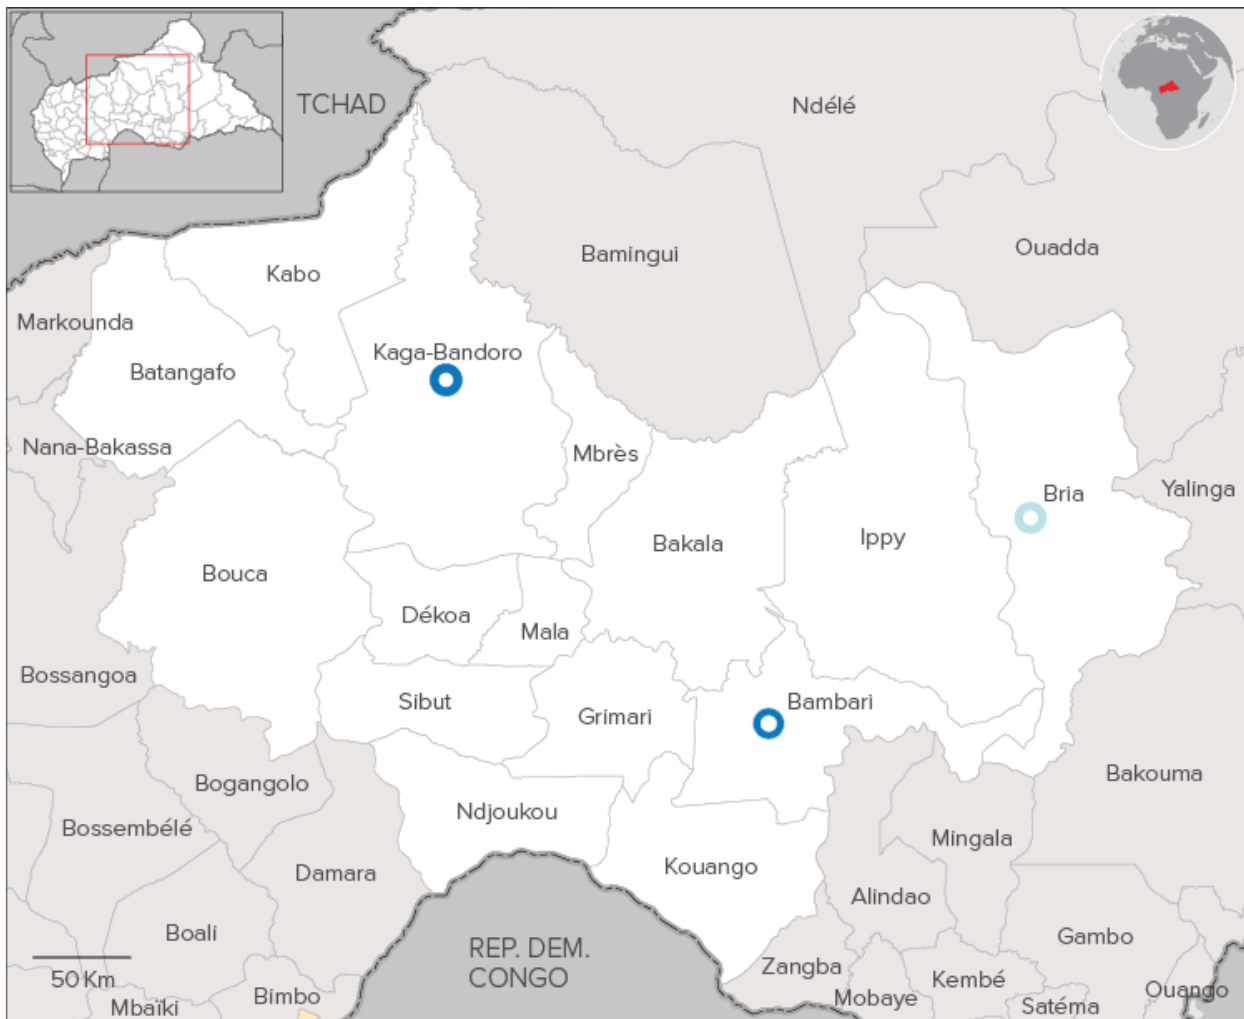 TCHAD
Ndélé
Ouadda
Bamingui
Kabo
Markounda
Kaga-Bandoro
Batangafo
Nana-Bakassa
Mbrès
Yalinga
Bria
Ippy
Bakala
Bouca
Dékoa
Mala
Bossangoa
Sibut
Grimari
Bambari
Bogangolo
Bakouma
Bossembélé
Ndjoukou
Mingala
Damara
Kouango
Alindao
Boali
Gambo
REP. DEM.
CONGO
50 Km
Zangba
Kembé
Ouango
Bimbo
Mobaye
Satéma
Mbaïki